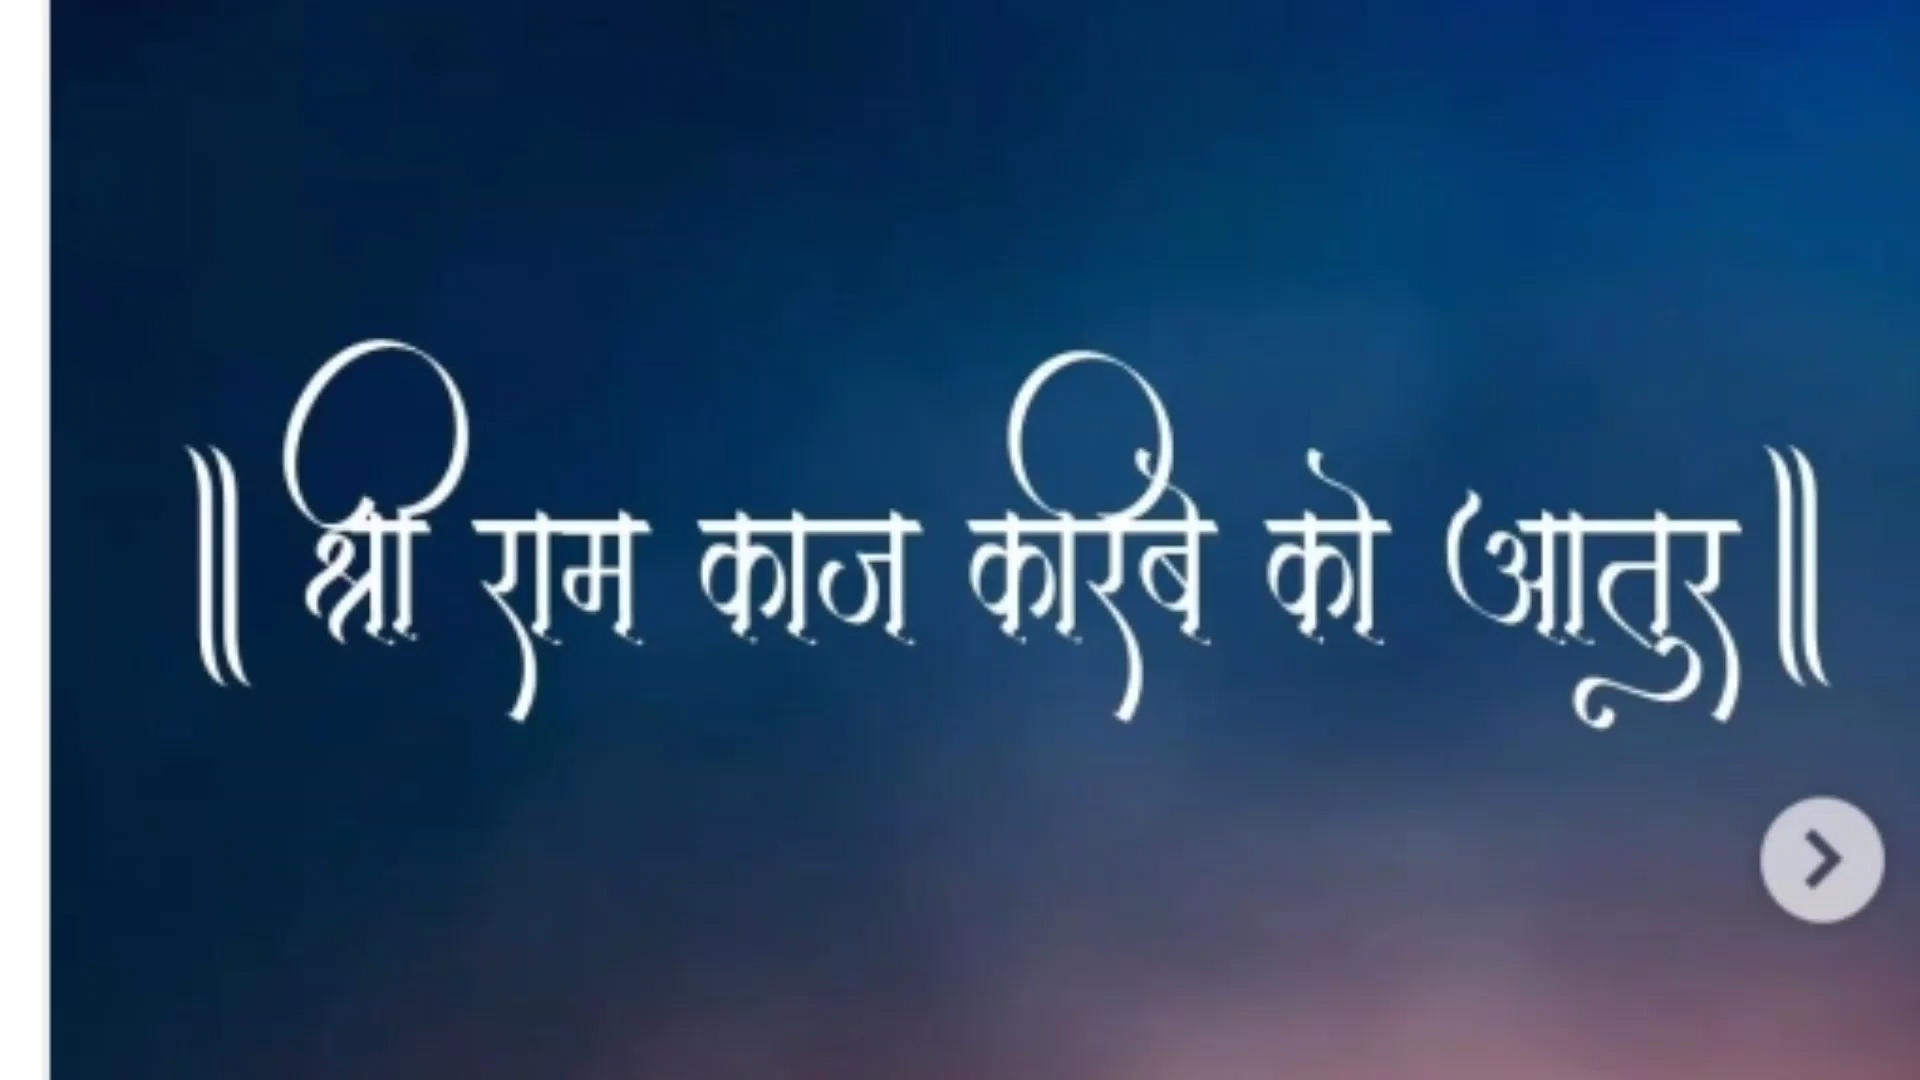 ॥ श्री राम काज करिबे को आतुर ॥